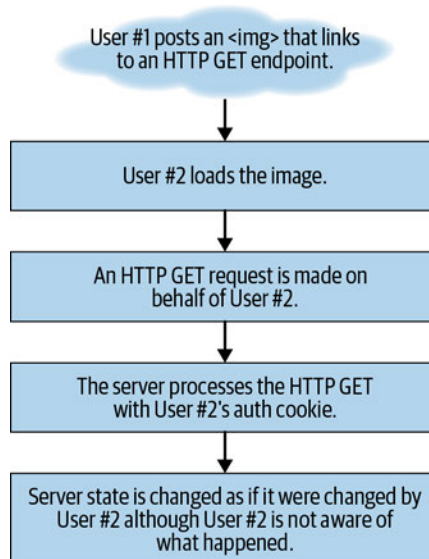 User #1 posts an <img> that links
to an HTTP GET endpoint.
User #2 loads the image.
An HTTP GET request is made on
behalf of User #2.
The server processes the HTTP GET
with User #2's auth cookie.
Server state is changed as if it were changed by
User #2 although User #2 is not aware of
what happened.